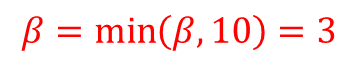 β = min(β, 10) = 3